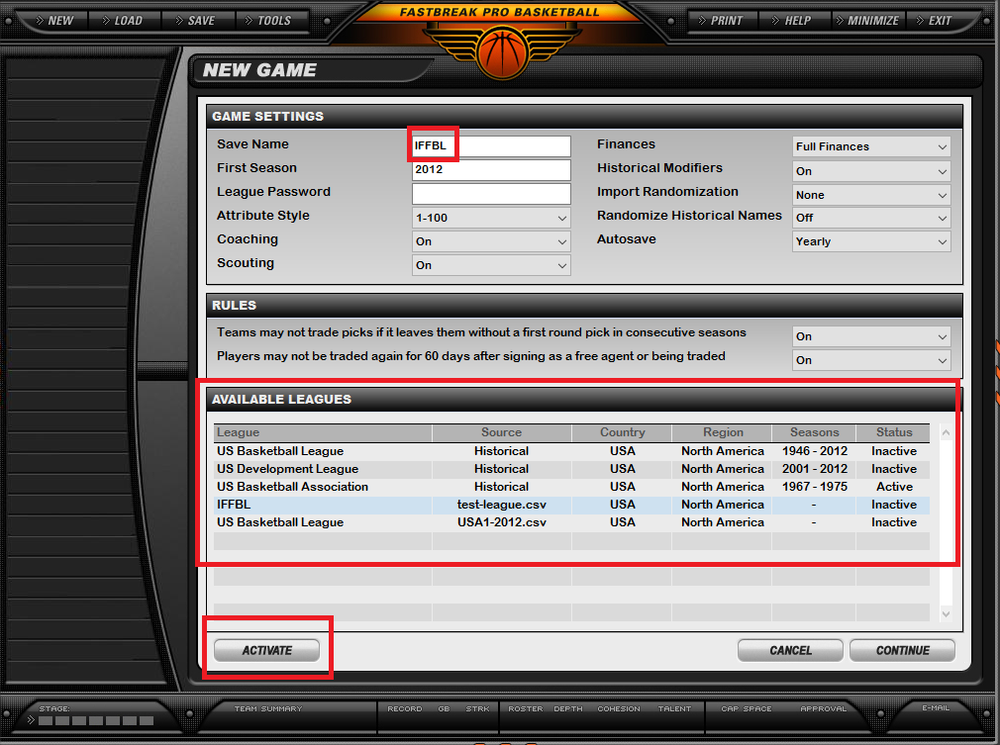 NEW LOAD SAVE TOOLS FASTBREAK PRO BASKETBALL PRINT HELP MINIMIZE EXIT
NEW GAME
GAME SETTINGS
Save Name IFFBL Finances Full Finances
First Season 2012 Historical Modifiers On
League Password Import Randomization None
Attribute Style 1-100 Randomize Historical Names Off
Coaching On Autosave Yearly
Scouting On
RULES
Teams may not trade picks if it leaves them without a first round pick in consecutive seasons On
Players may not be traded again for 60 days after signing as a free agent or being traded On
AVAILABLE LEAGUES
League Source Country Region Seasons Status
US Basketball League Historical USA North America 1946 - 2012 Inactive
US Development League Historical USA North America 2001 - 2012 Inactive
US Basketball Association Historical USA North America 1967 - 1975 Active
IFFBL test-league.csv USA North America - Inactive
US Basketball League USA1-2012.csv USA North America - Inactive
ACTIVATE CANCEL CONTINUE
STAGE: TEAM SUMMARY RECORD GB STRK ROSTER DEPTH COHESION TALENT CAP SPACE APPROVAL E-MAIL